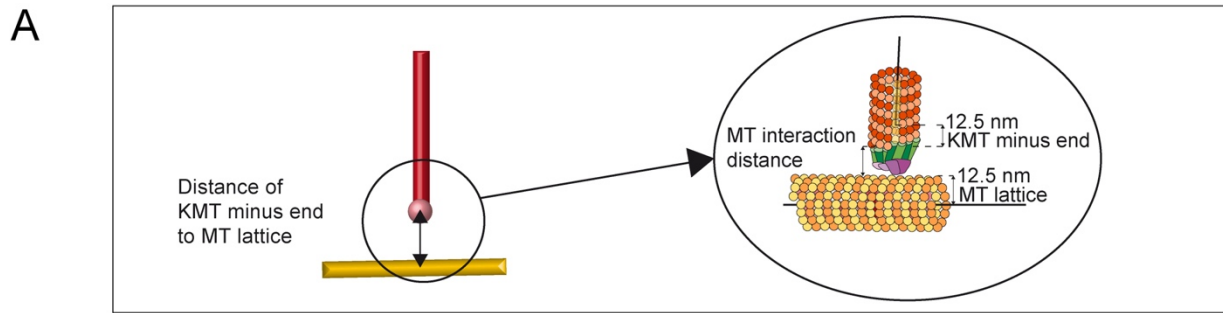 A
Distance of
KMT minus end
to MT lattice
MT interaction
distance
12.5 nm
KMT minus end
12.5 nm
MT lattice